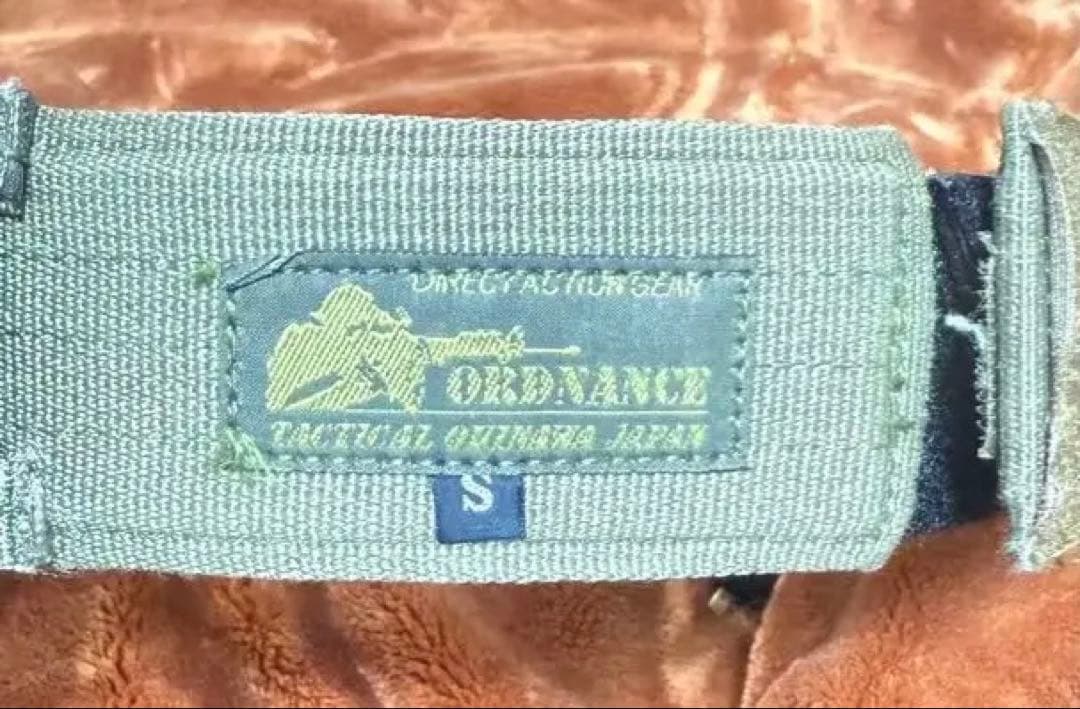 DIRECT ACTION GEAR
ORDNANCE
TACTICAL OKINAWA JAPAN
S